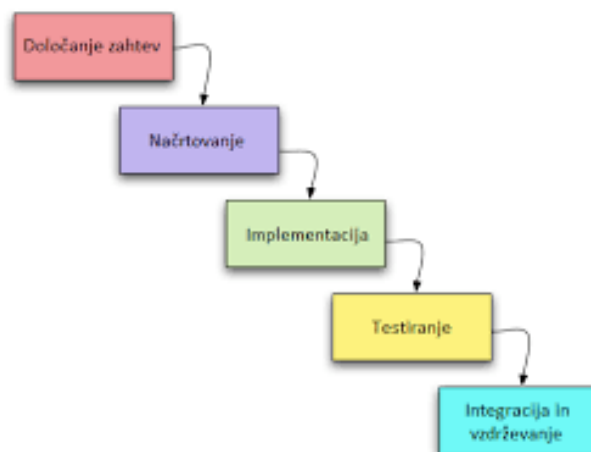 Določanje zahtev
Načrtovanje
Implementacija
Testiranje
Integracija in
vzdrževanje